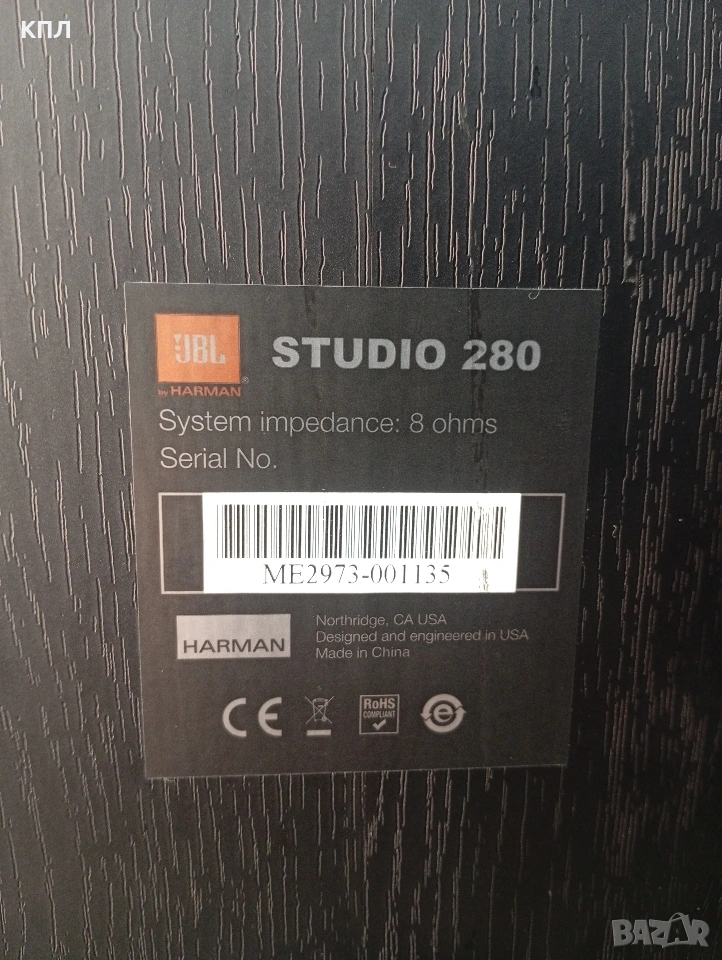 КПЛ
JBL
by HARMAN®
STUDIO 280
System impedance: 8 ohms
Serial No.
ME2973-001135
HARMAN
Northridge, CA USA
Designed and engineered in USA
Made in China
CE
RoHS
COMPLIANT
e
BAZAR